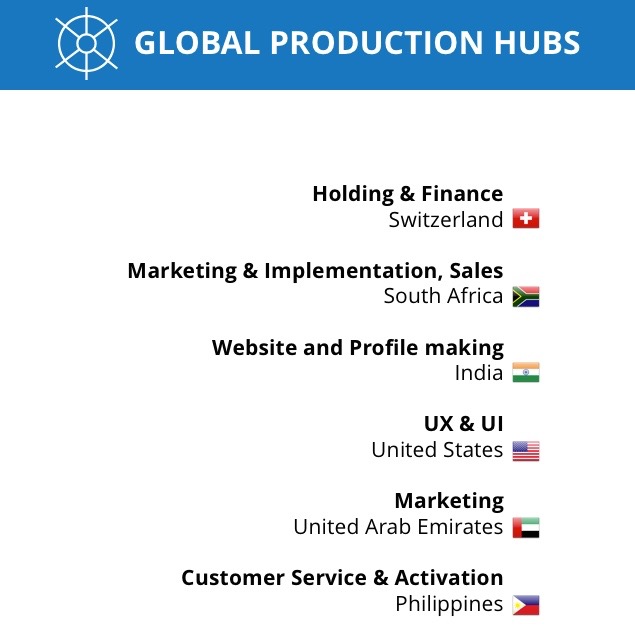 GLOBAL PRODUCTION HUBS
Holding & Finance
Switzerland
Marketing & Implementation, Sales
South Africa
Website and Profile making
India
UX & UI
United States
Marketing
United Arab Emirates
Customer Service & Activation
Philippines